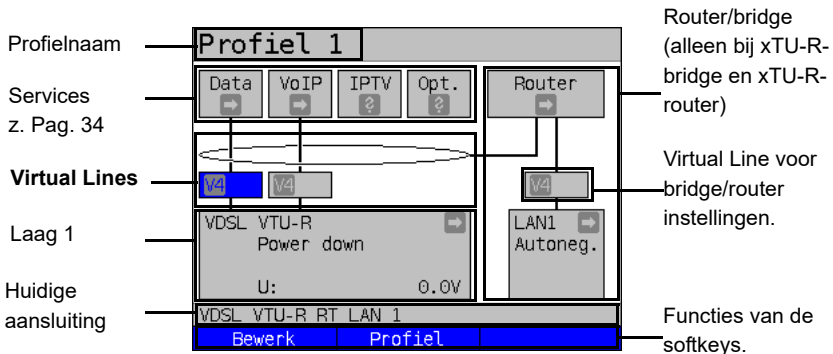 Profielnaam
Services
z. Pag. 34
Virtual Lines
Laag 1
Huidige
aansluiting
Profiel 1
Data
VoIP
IPTV
Opt.
Router
V4
V4
V4
VDSL VTU-R
Power down
U: 0.0V
LAN1
Autoneg.
VDSL VTU-R RT LAN 1
Bewerk
Profiel
Router/bridge
(alleen bij xTU-R-
bridge en xTU-R-
router)
Virtual Line voor
bridge/router
instellingen.
Functies van de
softkeys.